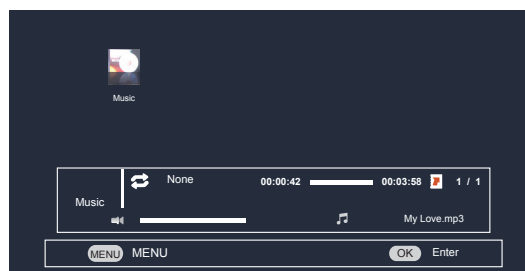 Music
None 00:00:42 00:03:58 1 / 1
Music
My Love.mp3
MENU MENU OK Enter